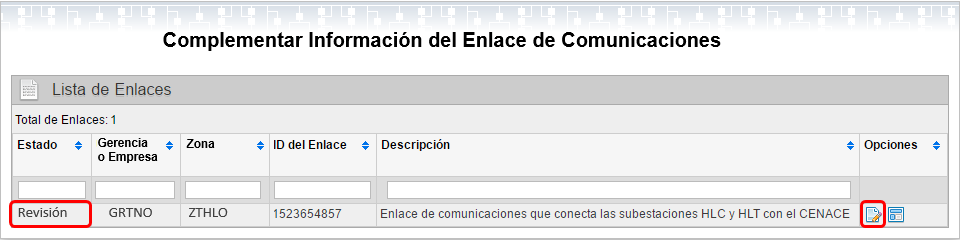 Complementar Información del Enlace de Comunicaciones
Lista de Enlaces
Total de Enlaces: 1
Estado Gerencia o Empresa Zona ID del Enlace Descripción Opciones
Revisión GRTNO ZTHLO 1523654857 Enlace de comunicaciones que conecta las subestaciones HLC y HLT con el CENACE